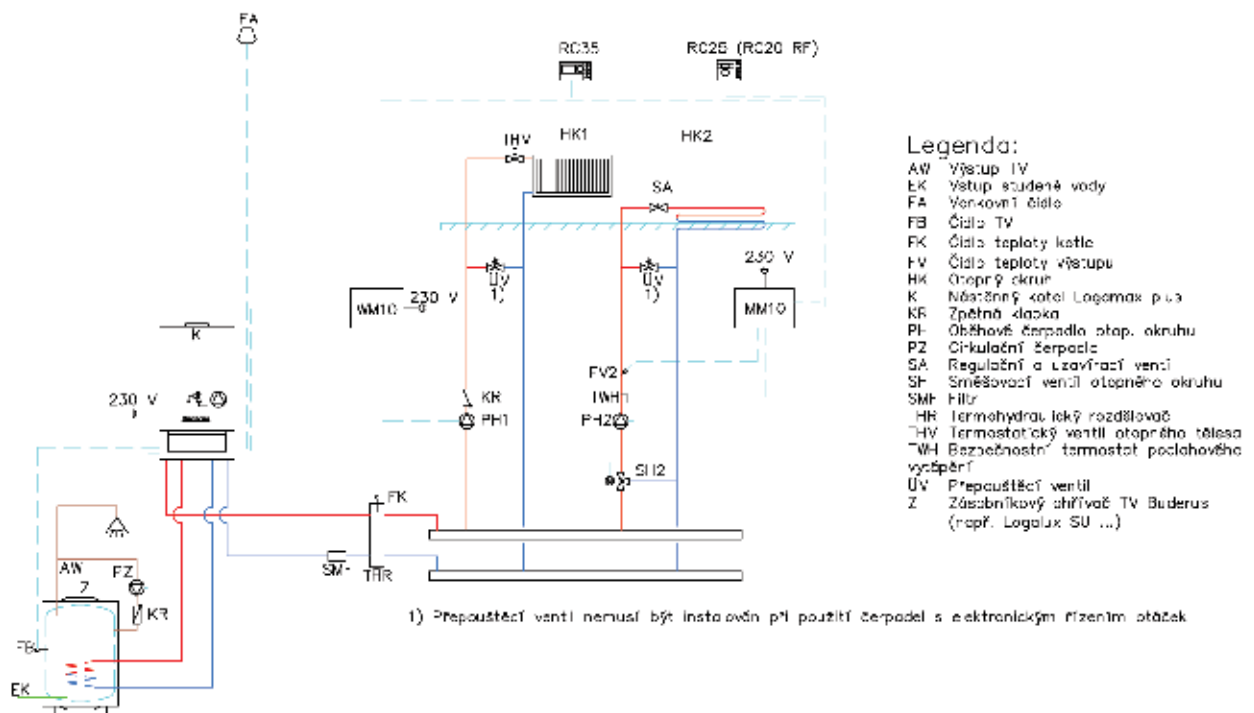 FA
RC35
RC25 (RC20 RF)
THV
HK1
HK2
SA
230 V
ÜV
1)
ÜV
1)
WM10
230 V
MM10
K
FV2
230 V
KR
TWH
PH1
PH2
SH2
FK
SMF
THR
AW
PZ
Z
KR
FB
EK
Legenda:
AW Výstup TV
EK Vstup studené vody
FA Venkovní čidlo
FB Čidlo TV
FK Čidlo teploty kotle
FV Čidlo teploty výstupu
HK Otopný okruh
K Nástěnný kotel Logamax plus
KR Zpětná klapka
PH Oběhové čerpadlo otop. okruhu
PZ Cirkulační čerpadlo
SA Regulační a uzavírací ventil
SH Směšovací ventil otopného okruhu
SMF Filtr
THR Termohydraulický rozdělovač
THV Termostatický ventil otopného tělesa
TWH Bezpečnostní termostat podlahového
vytápění
ÜV Přepouštěcí ventil
Z Zásobníkový ohřívač TV Buderus
(např. Logalux SU ...)
1) Přepouštěcí ventil nemusí být instalován při použití čerpadel s elektronickým řízením otáček